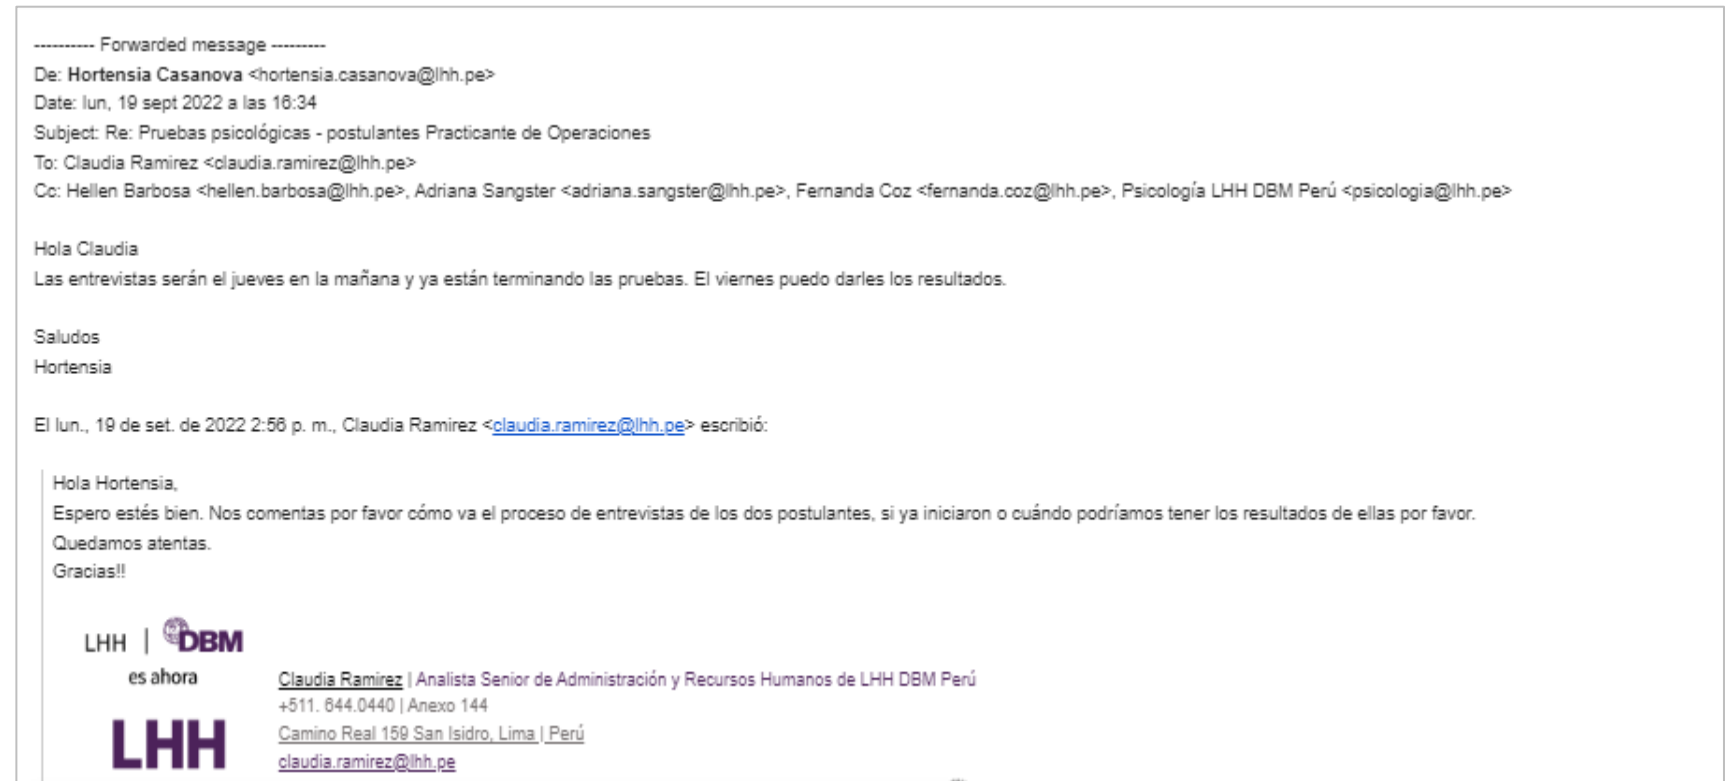 ---------- Forwarded message ---------
De: Hortensia Casanova <hortensia.casanova@lhh.pe>
Date: lun, 19 sept 2022 a las 16:34
Subject: Re: Pruebas psicológicas - postulantes Practicante de Operaciones
To: Claudia Ramirez <claudia.ramirez@lhh.pe>
Cc: Hellen Barbosa <hellen.barbosa@lhh.pe>, Adriana Sangster <adriana.sangster@lhh.pe>, Fernanda Coz <fernanda.coz@lhh.pe>, Psicología LHH DBM Perú <psicologia@lhh.pe>
Hola Claudia
Las entrevistas serán el jueves en la mañana y ya están terminando las pruebas. El viernes puedo darles los resultados.
Saludos
Hortensia
El lun., 19 de set. de 2022 2:56 p. m., Claudia Ramirez <claudia.ramirez@lhh.pe> escribió:
Hola Hortensia,
Espero estés bien. Nos comentas por favor cómo va el proceso de entrevistas de los dos postulantes, si ya iniciaron o cuándo podríamos tener los resultados de ellas por favor.
Quedamos atentas.
Gracias!!
LHH | DBM
es ahora
LHH
Claudia Ramirez | Analista Senior de Administración y Recursos Humanos de LHH DBM Perú
+511. 644.0440 | Anexo 144
Camino Real 159 San Isidro, Lima | Perú
claudia.ramirez@lhh.pe